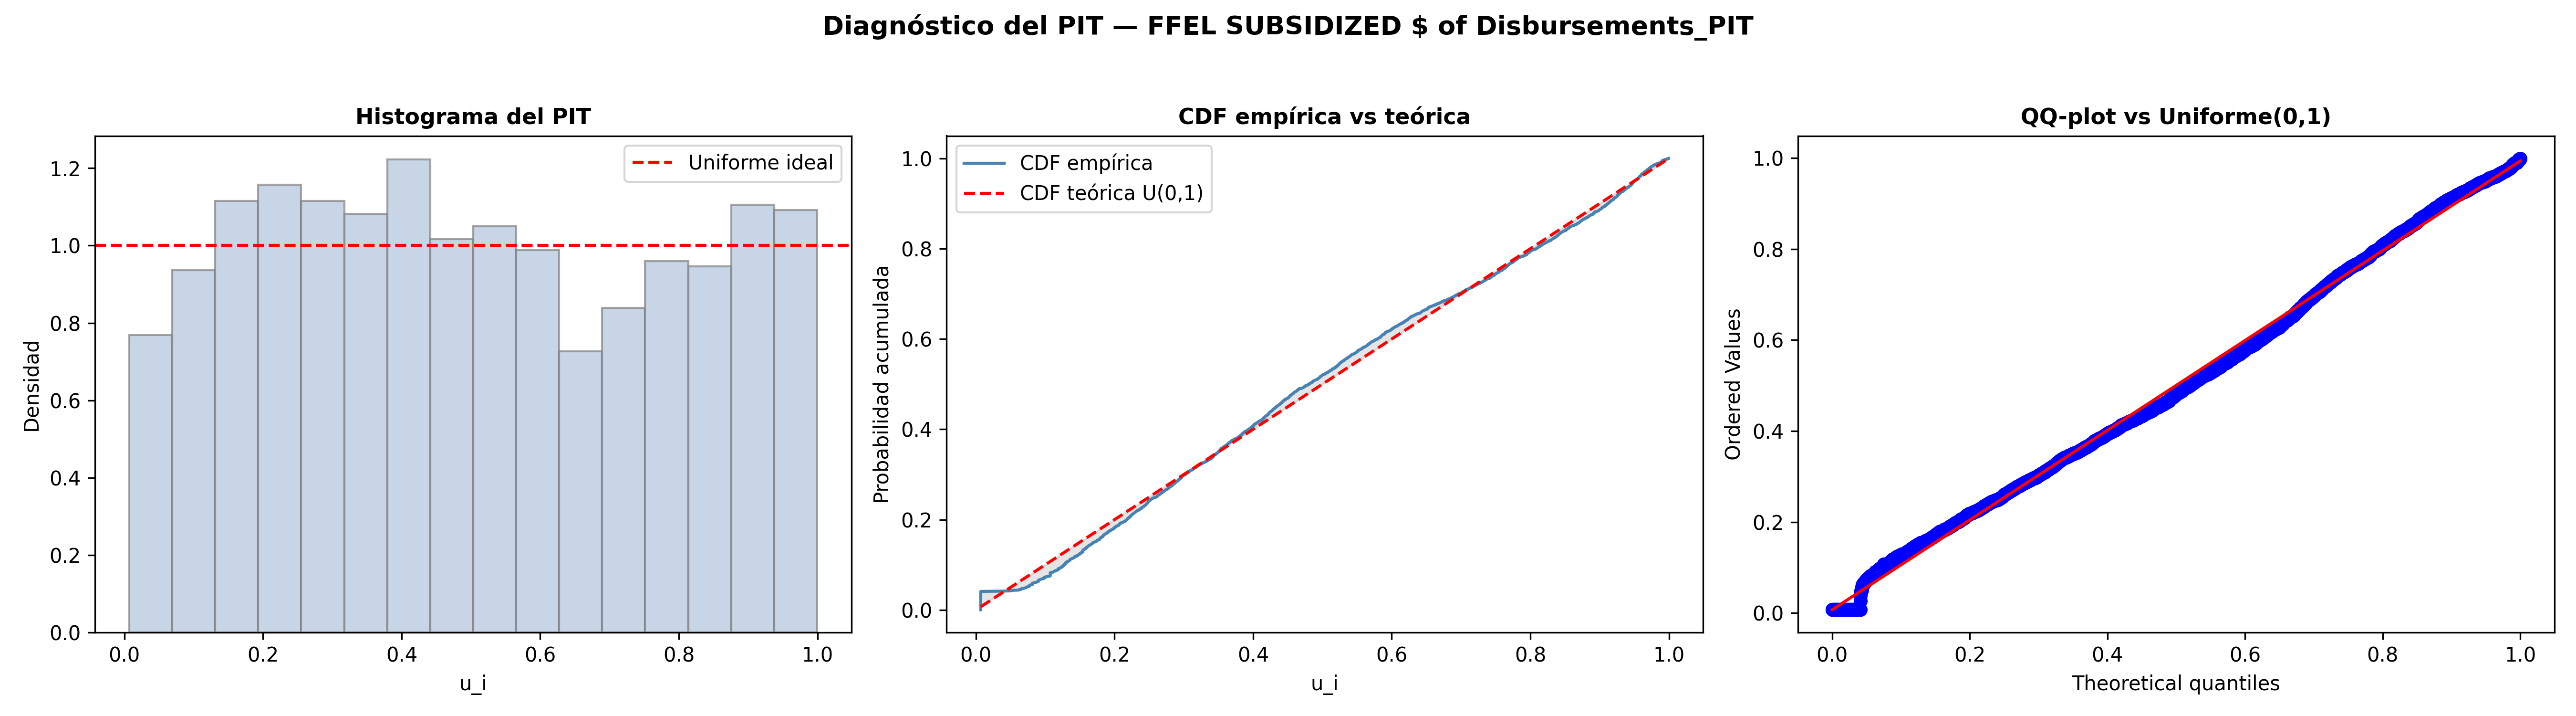 Diagnóstico del PIT — FFEL SUBSIDIZED $ of Disbursements_PIT
Histograma del PIT
Uniforme ideal
1.2
1.0
0.8
0.6
0.4
0.2
0.0
Densidad
0.0 0.2 0.4 0.6 0.8 1.0
u_i
CDF empírica vs teórica
CDF empírica
CDF teórica U(0,1)
1.0
0.8
0.6
0.4
0.2
0.0
Probabilidad acumulada
0.0 0.2 0.4 0.6 0.8 1.0
u_i
QQ-plot vs Uniforme(0,1)
1.0
0.8
0.6
0.4
0.2
0.0
Ordered Values
0.0 0.2 0.4 0.6 0.8 1.0
Theoretical quantiles